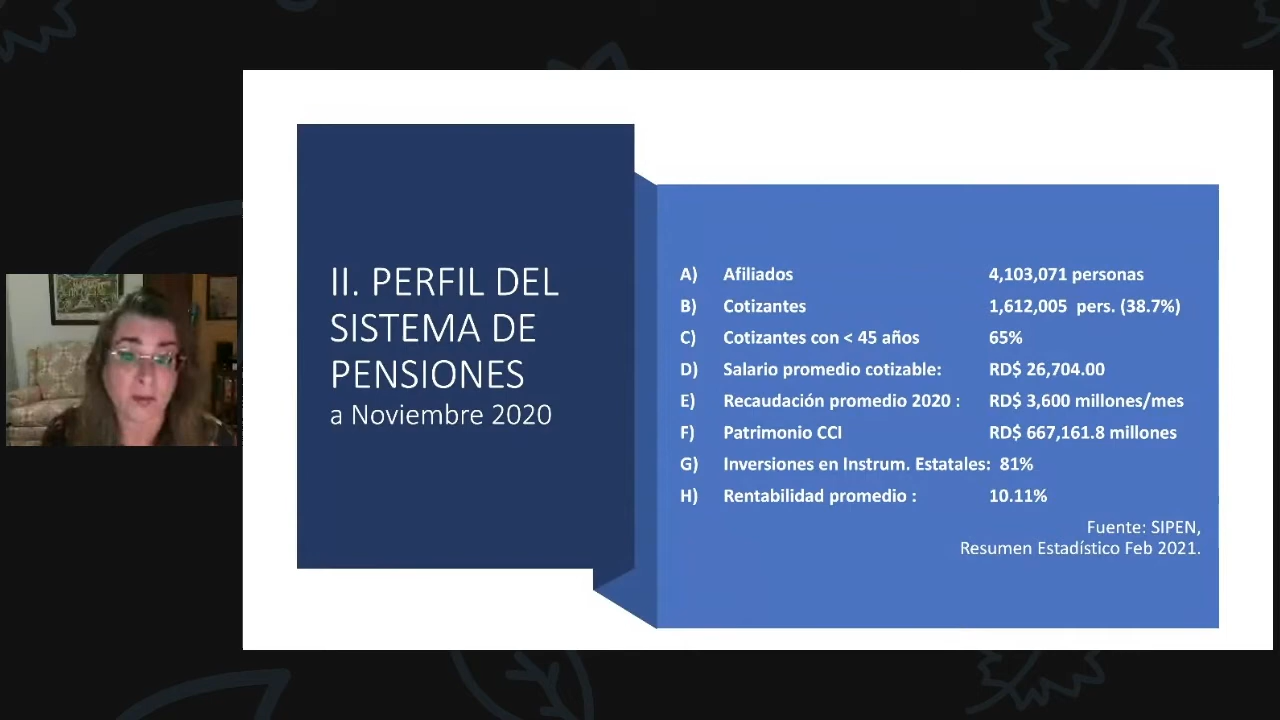 II. PERFIL DEL
SISTEMA DE
PENSIONES
a Noviembre 2020
A) Afiliados 4,103,071 personas
B) Cotizantes 1,612,005 pers. (38.7%)
C) Cotizantes con < 45 años 65%
D) Salario promedio cotizable: RD$ 26,704.00
E) Recaudación promedio 2020 : RD$ 3,600 millones/mes
F) Patrimonio CCI RD$ 667,161.8 millones
G) Inversiones en Instrum. Estatales: 81%
H) Rentabilidad promedio : 10.11%
Fuente: SIPEN,
Resumen Estadístico Feb 2021.